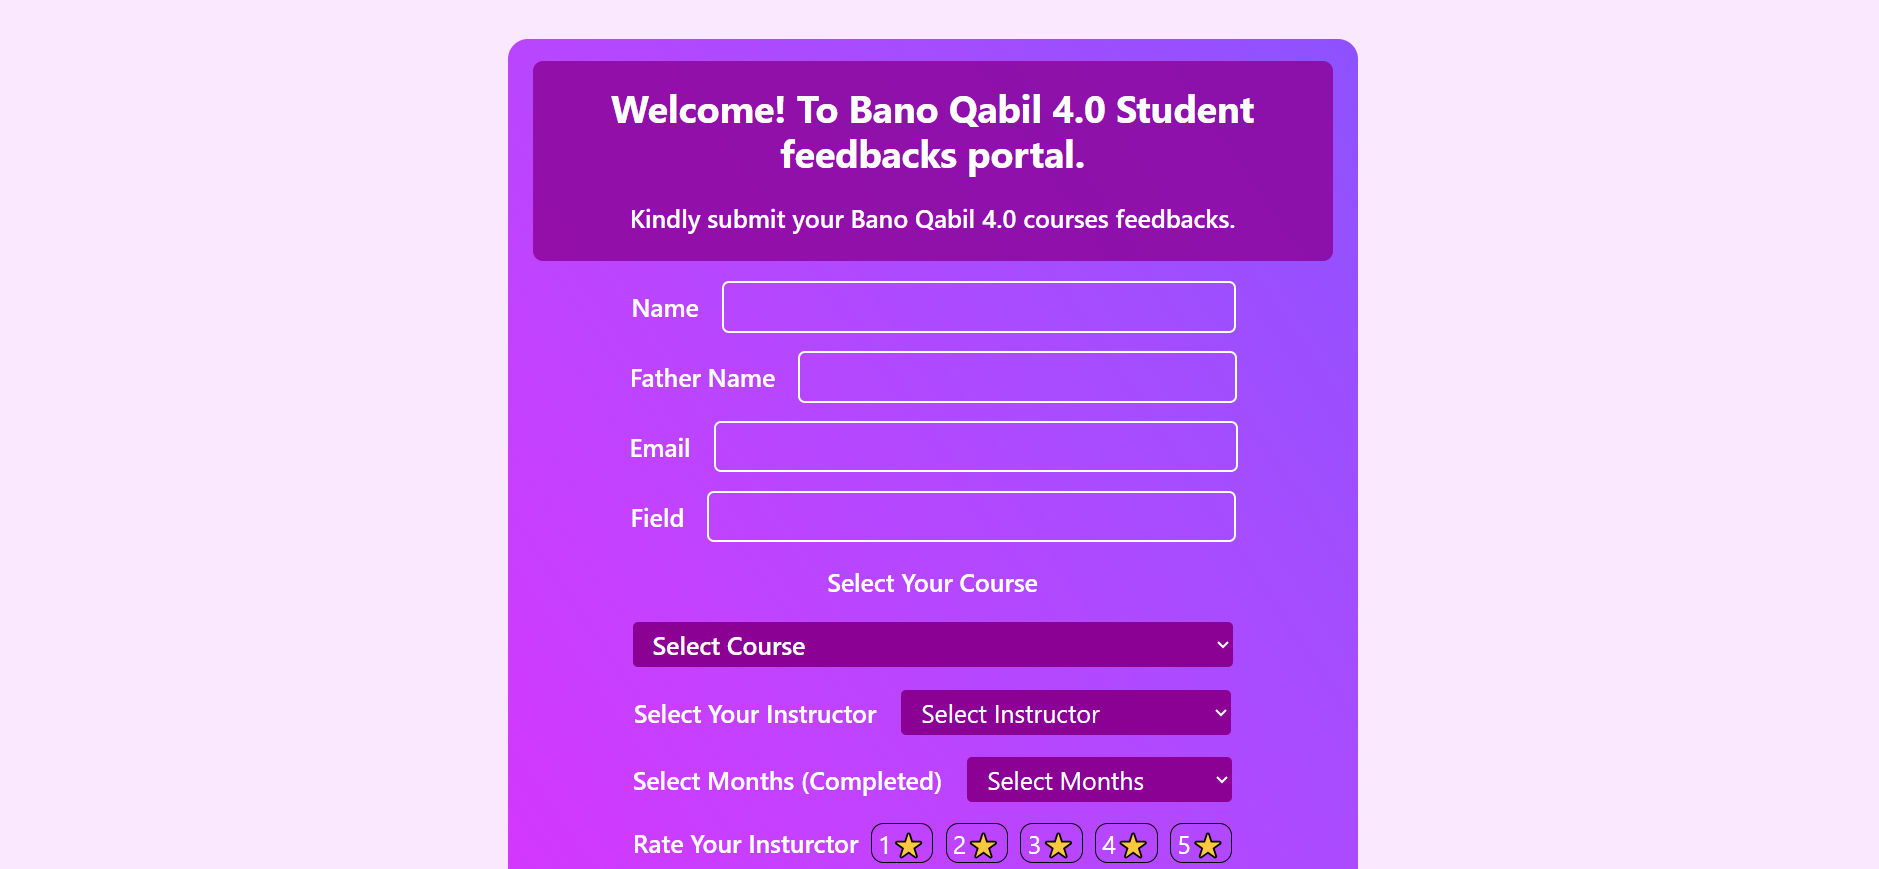 Welcome! To Bano Qabil 4.0 Student
feedbacks portal.
Kindly submit your Bano Qabil 4.0 courses feedbacks.
Name
Father Name
Email
Field
Select Your Course
Select Course
Select Your Instructor Select Instructor
Select Months (Completed) Select Months
Rate Your Insturctor 1⭐ 2⭐ 3⭐ 4⭐ 5⭐